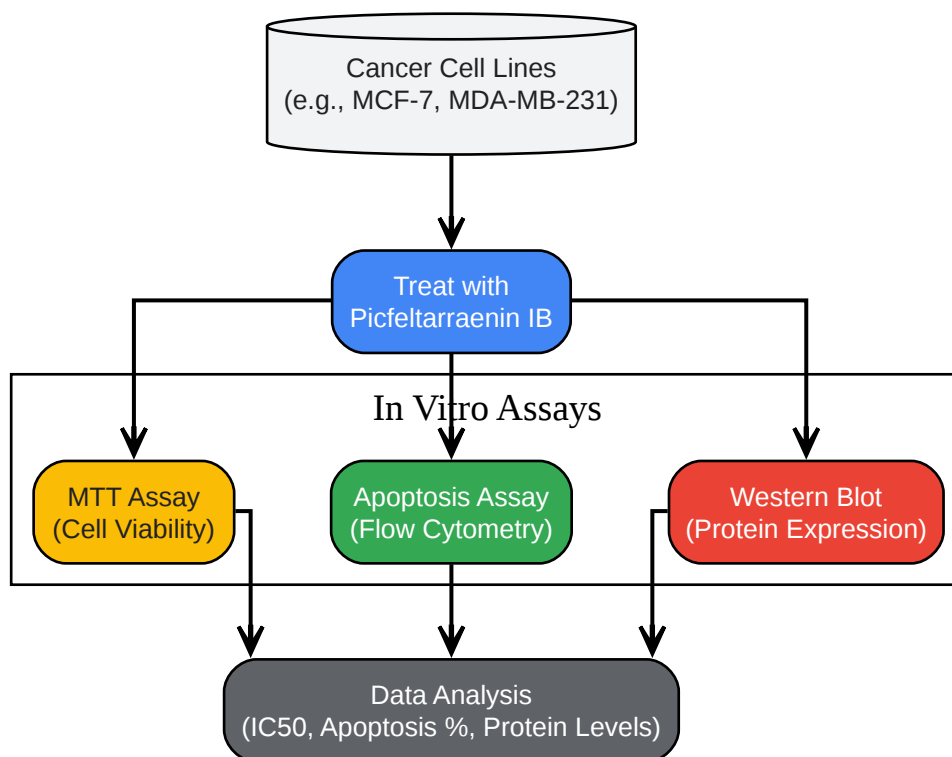 Cancer Cell Lines
(e.g., MCF-7, MDA-MB-231)
Treat with
Picfeltarraenin IB
In Vitro Assays
MTT Assay
(Cell Viability)
Apoptosis Assay
(Flow Cytometry)
Western Blot
(Protein Expression)
Data Analysis
(IC50, Apoptosis %, Protein Levels)